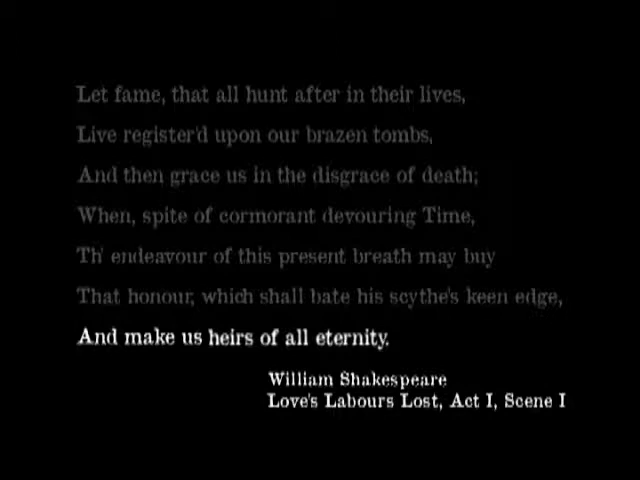 Let fame, that all hunt after in their lives,
Live register'd upon our brazen tombs,
And then grace us in the disgrace of death;
When, spite of cormorant devouring Time,
Th' endeavour of this present breath may buy
That honour, which shall bate his scythe's keen edge,
And make us heirs of all eternity.
William Shakespeare
Love's Labours Lost, Act I, Scene I